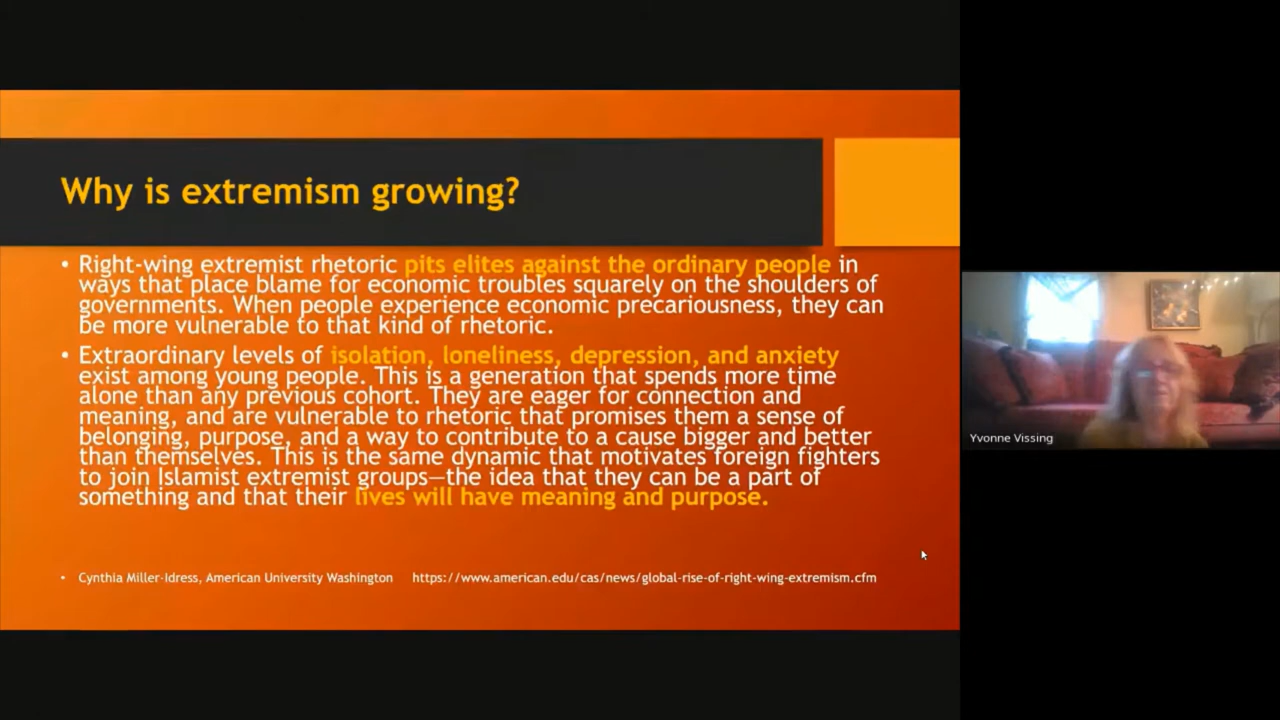 Why is extremism growing?
• Right-wing extremist rhetoric pits elites against the ordinary people in
ways that place blame for economic troubles squarely on the shoulders of
governments. When people experience economic precariousness, they can
be more vulnerable to that kind of rhetoric.
• Extraordinary levels of isolation, loneliness, depression, and anxiety
exist among young people. This is a generation that spends more time
alone than any previous cohort. They are eager for connection and
meaning, and are vulnerable to rhetoric that promises them a sense of
belonging, purpose, and a way to contribute to a cause bigger and better
than themselves. This is the same dynamic that motivates foreign fighters
to join Islamist extremist groups—the idea that they can be a part of
something and that their lives will have meaning and purpose.
• Cynthia Miller-Idress, American University Washington https://www.american.edu/cas/news/global-rise-of-right-wing-extremism.cfm
Yvonne Vissing